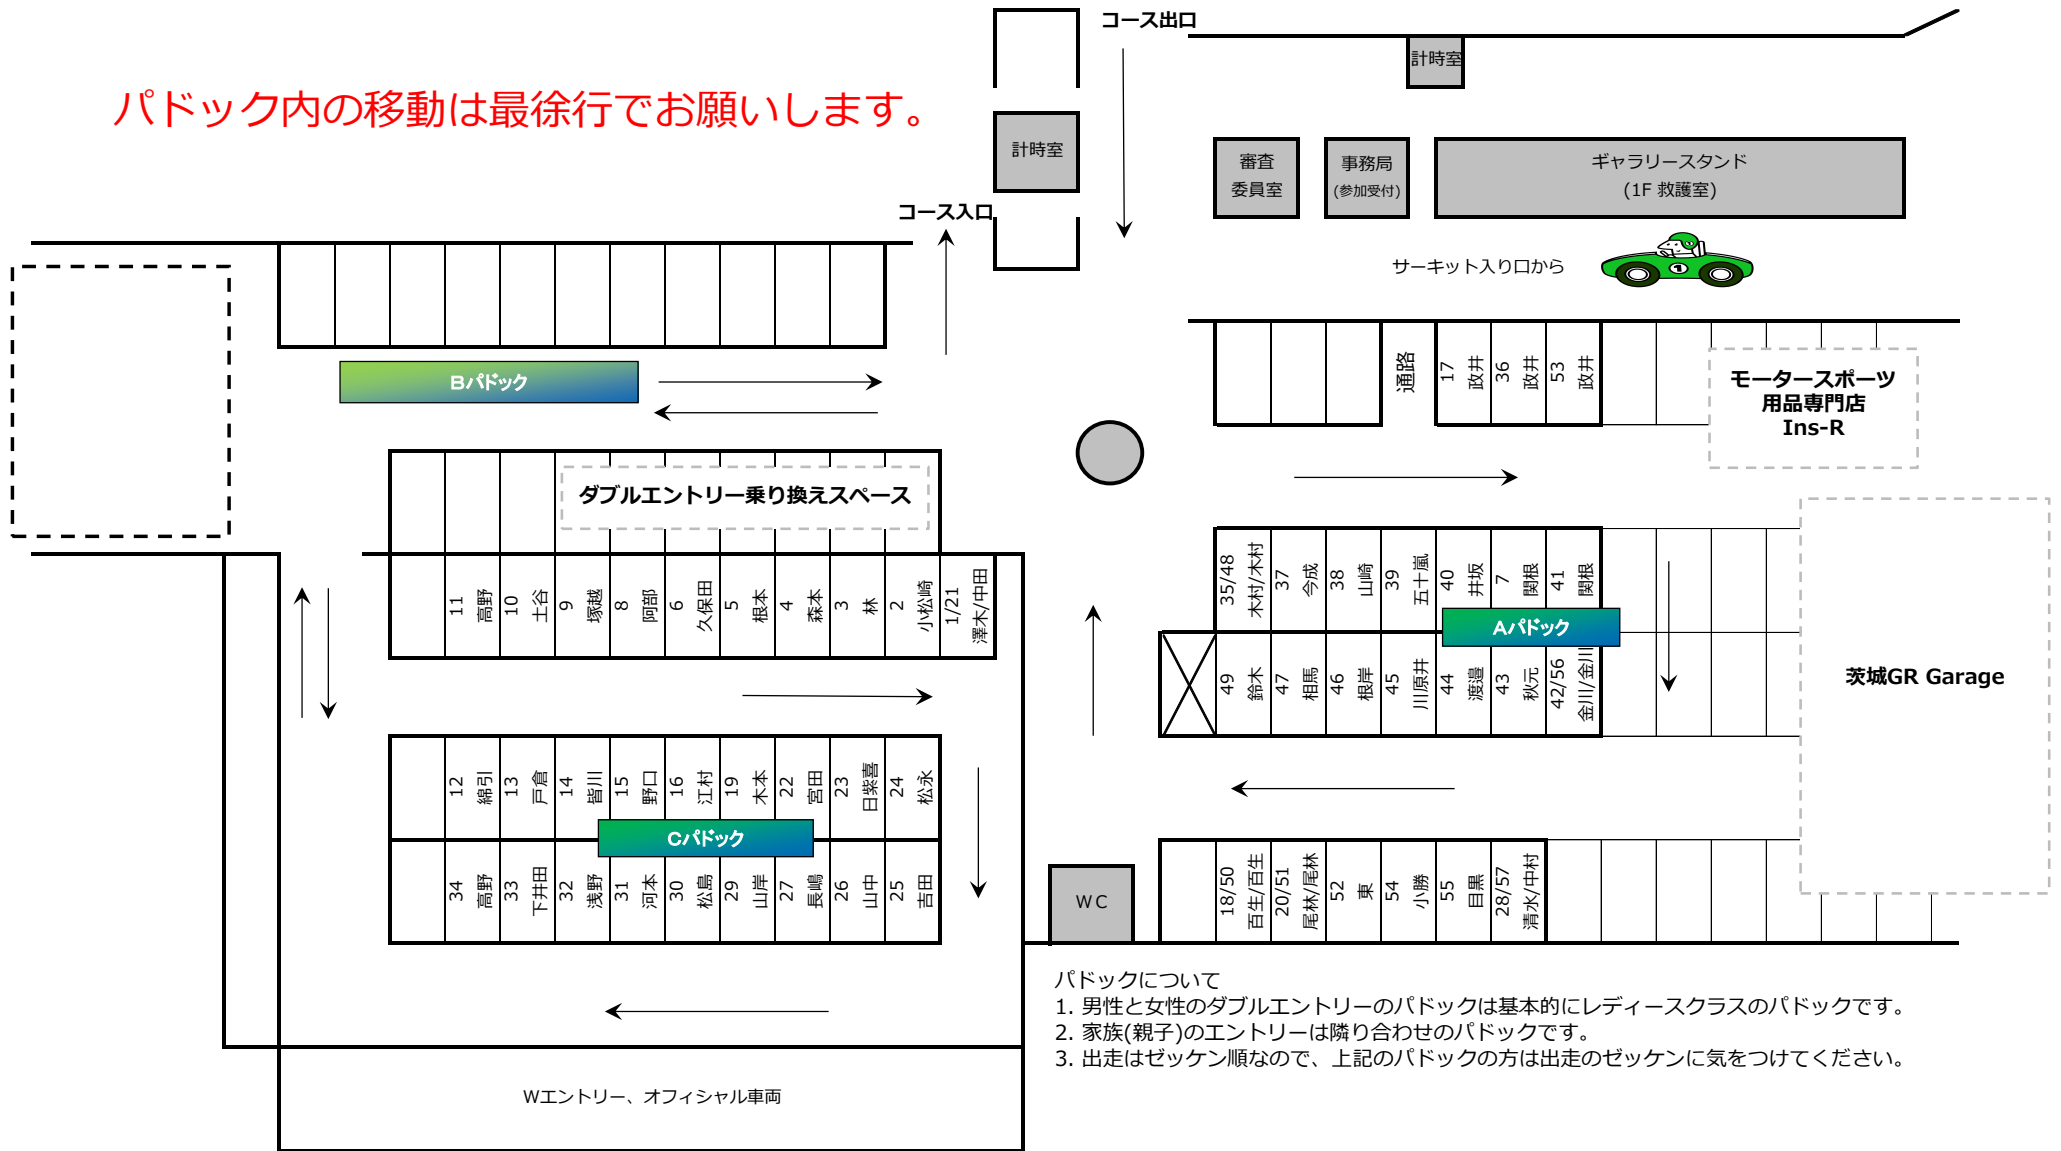 コース出口
計時室
パドック内の移動は最徐行でお願いします。
計時室
審査
委員室
事務局
(参加受付)
ギャラリースタンド
(1F 救護室)
コース入口
サーキット入り口から
1
Bパドック
通路
17 政井
36 政井
53 政井
モータースポーツ
用品専門店
Ins-R
ダブルエントリー乗り換えスペース
11 高野
10 土谷
9 塚越
8 阿部
6 久保田
5 根本
4 森本
3 林
2 小松崎
1/21 澤木/中田
35/48 木村/木村
37 今成
38 山崎
39 五十嵐
40 井坂
7 関根
41 関根
Aパドック
49 鈴木
47 相馬
46 根岸
45 川原井
44 渡邉
43 秋元
42/56 金川/金川
茨城GR Garage
12 綿引
13 戸倉
14 皆川
15 野口
16 江村
19 木本
22 宮田
23 日紫喜
24 松永
Cパドック
34 高野
33 下井田
32 浅野
31 河本
30 松島
29 山岸
27 長嶋
26 山中
25 吉田
WC
18/50 百生/百生
20/51 尾林/尾林
52 東
54 小勝
55 目黒
28/57 清水/中村
パドックについて
1. 男性と女性のダブルエントリーのパドックは基本的にレディースクラスのパドックです。
2. 家族(親子)のエントリーは隣り合わせのパドックです。
3. 出走はゼッケン順なので、上記のパドックの方は出走のゼッケンに気をつけてください。
Wエントリー、オフィシャル車両